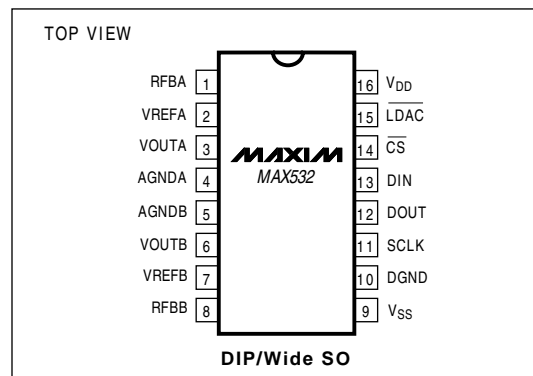 TOP VIEW
RFBA 1
VREFA 2
VOUTA 3
AGNDA 4
AGNDB 5
VOUTB 6
VREFB 7
RFBB 8
MAXIM
MAX532
16 VDD
15 LDAC
14 CS
13 DIN
12 DOUT
11 SCLK
10 DGND
9 VSS
DIP/Wide SO